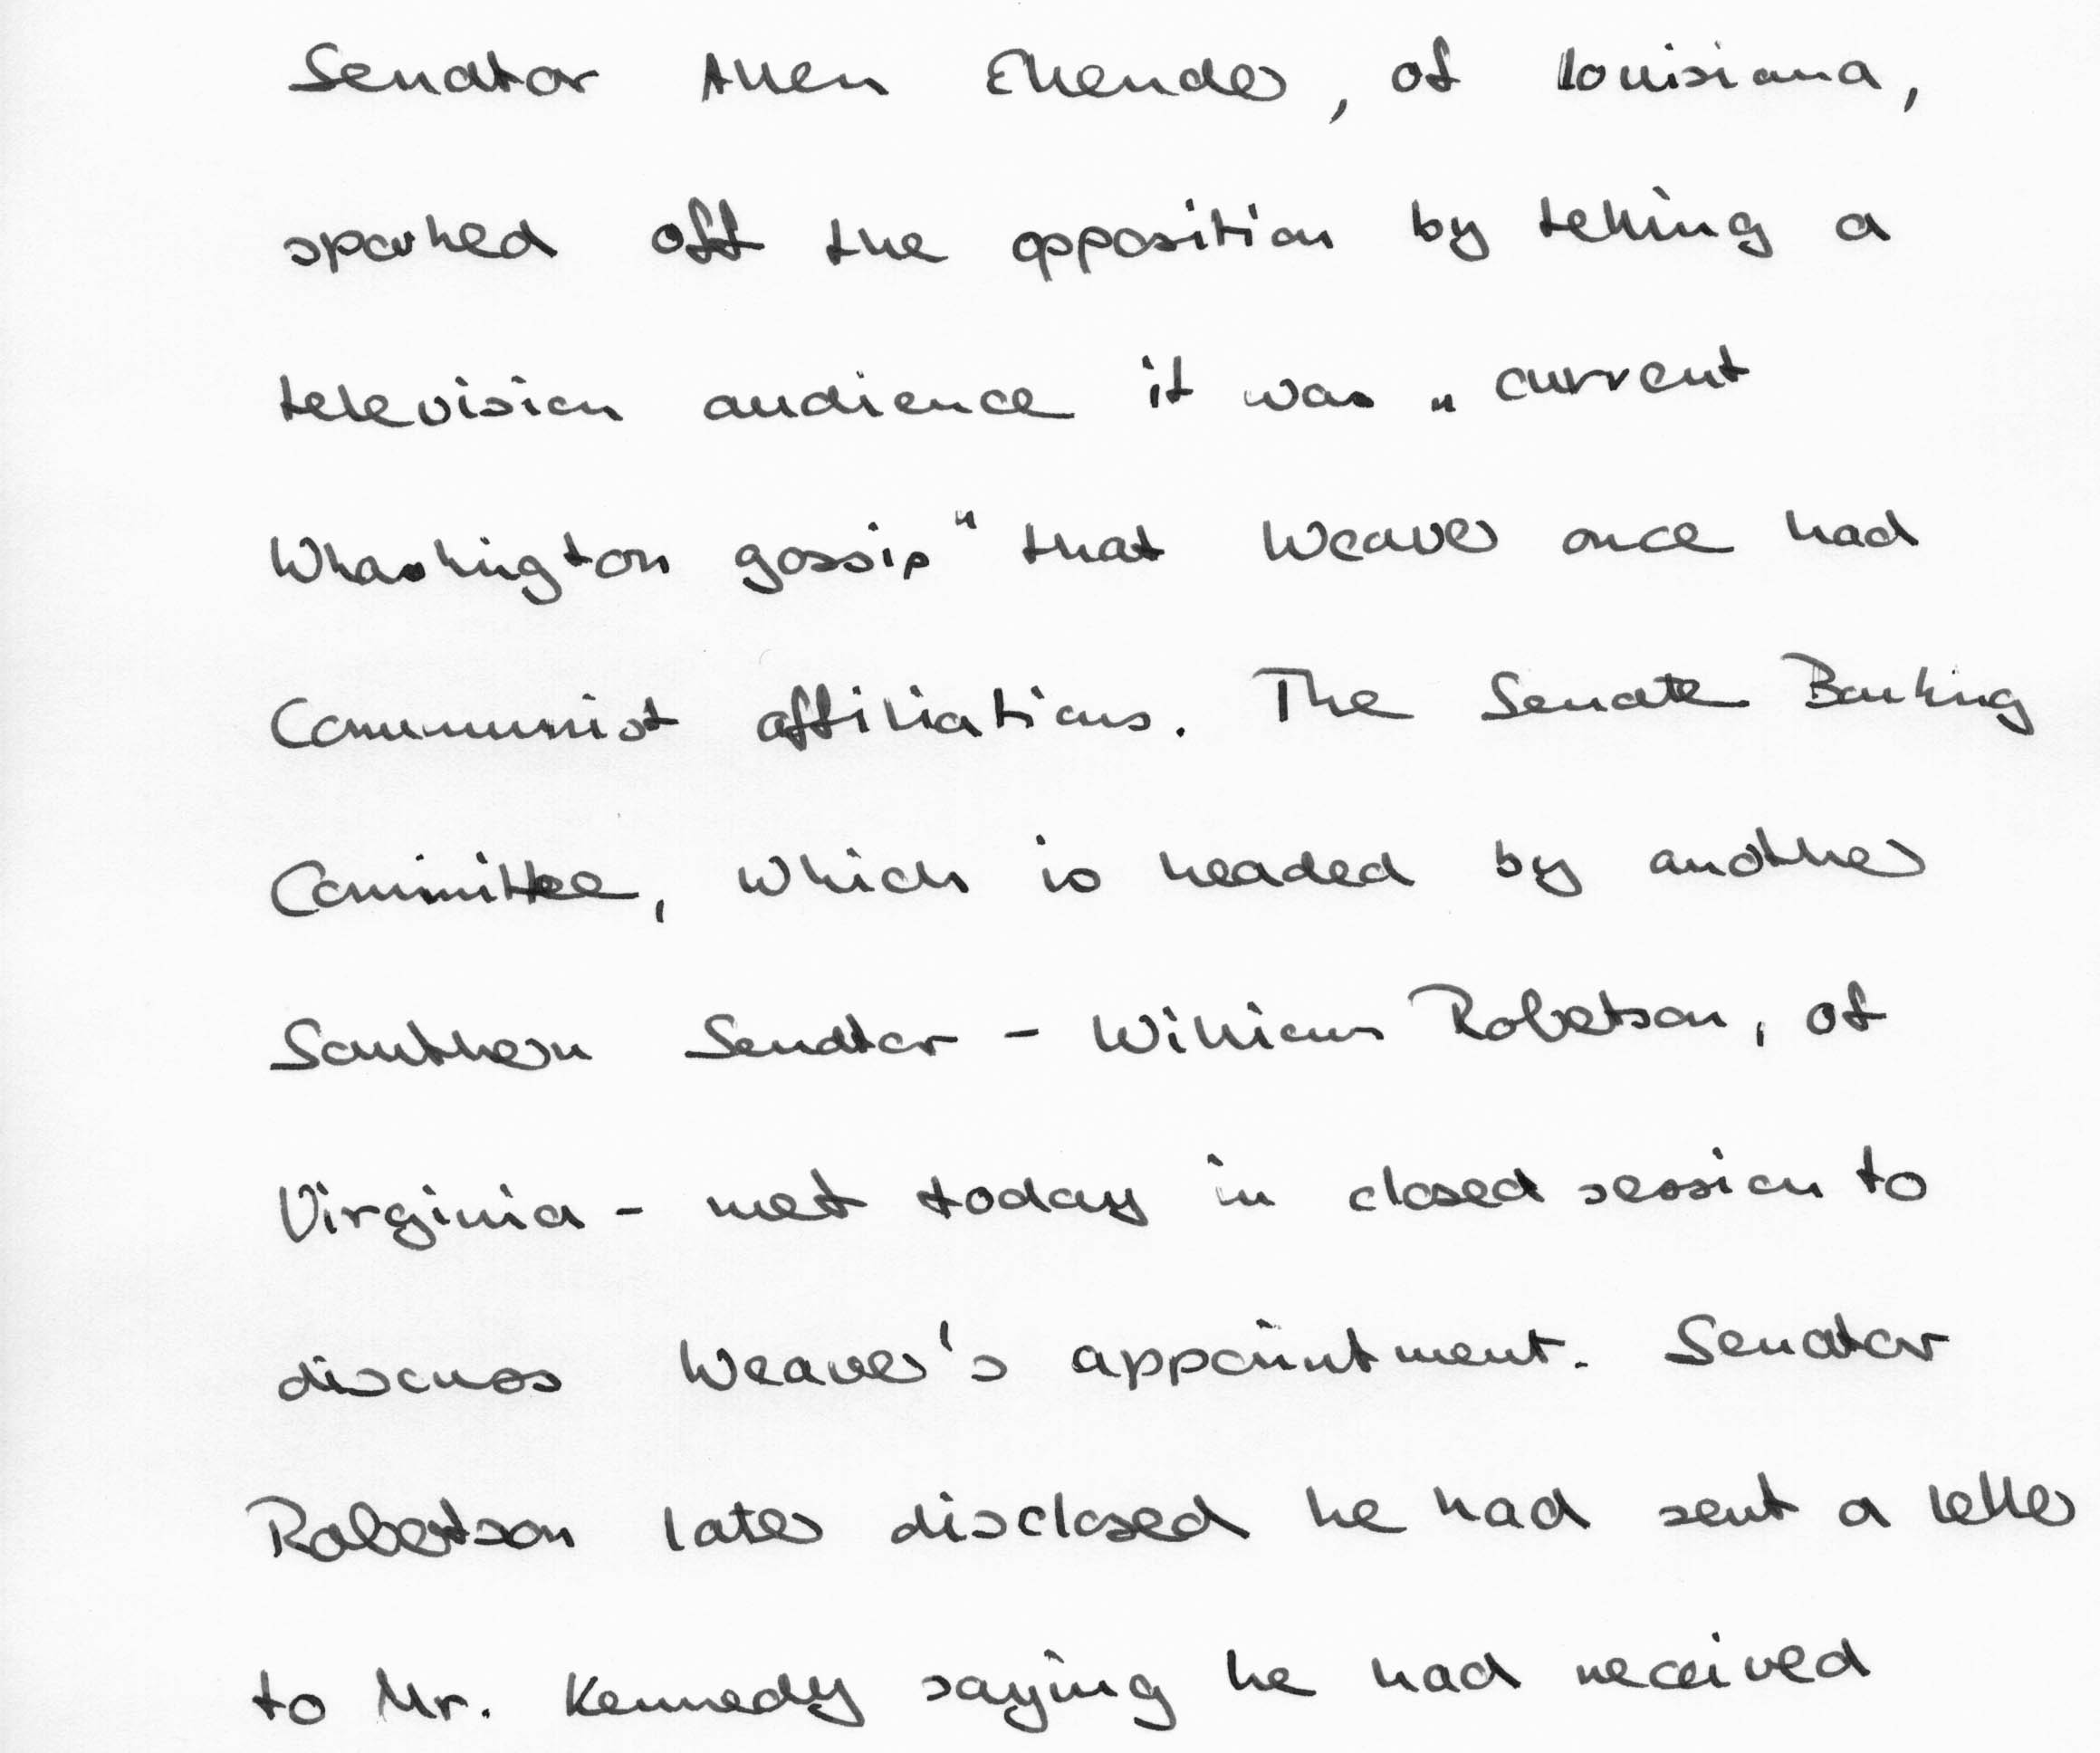 Senator Allen Ellender, of Louisiana,
sparked off the opposition by telling a
television audience it was "current
Whashington gossip" that Weaver once had
Communist affiliations. The Senate Banking
Committee, which is headed by another
Southern Senator - Williams Robertson, of
Virginia - met today in closed session to
discuss Weaver's appointment. Senator
Robertson later disclosed he had sent a letter
to Mr. Kennedy saying he had received